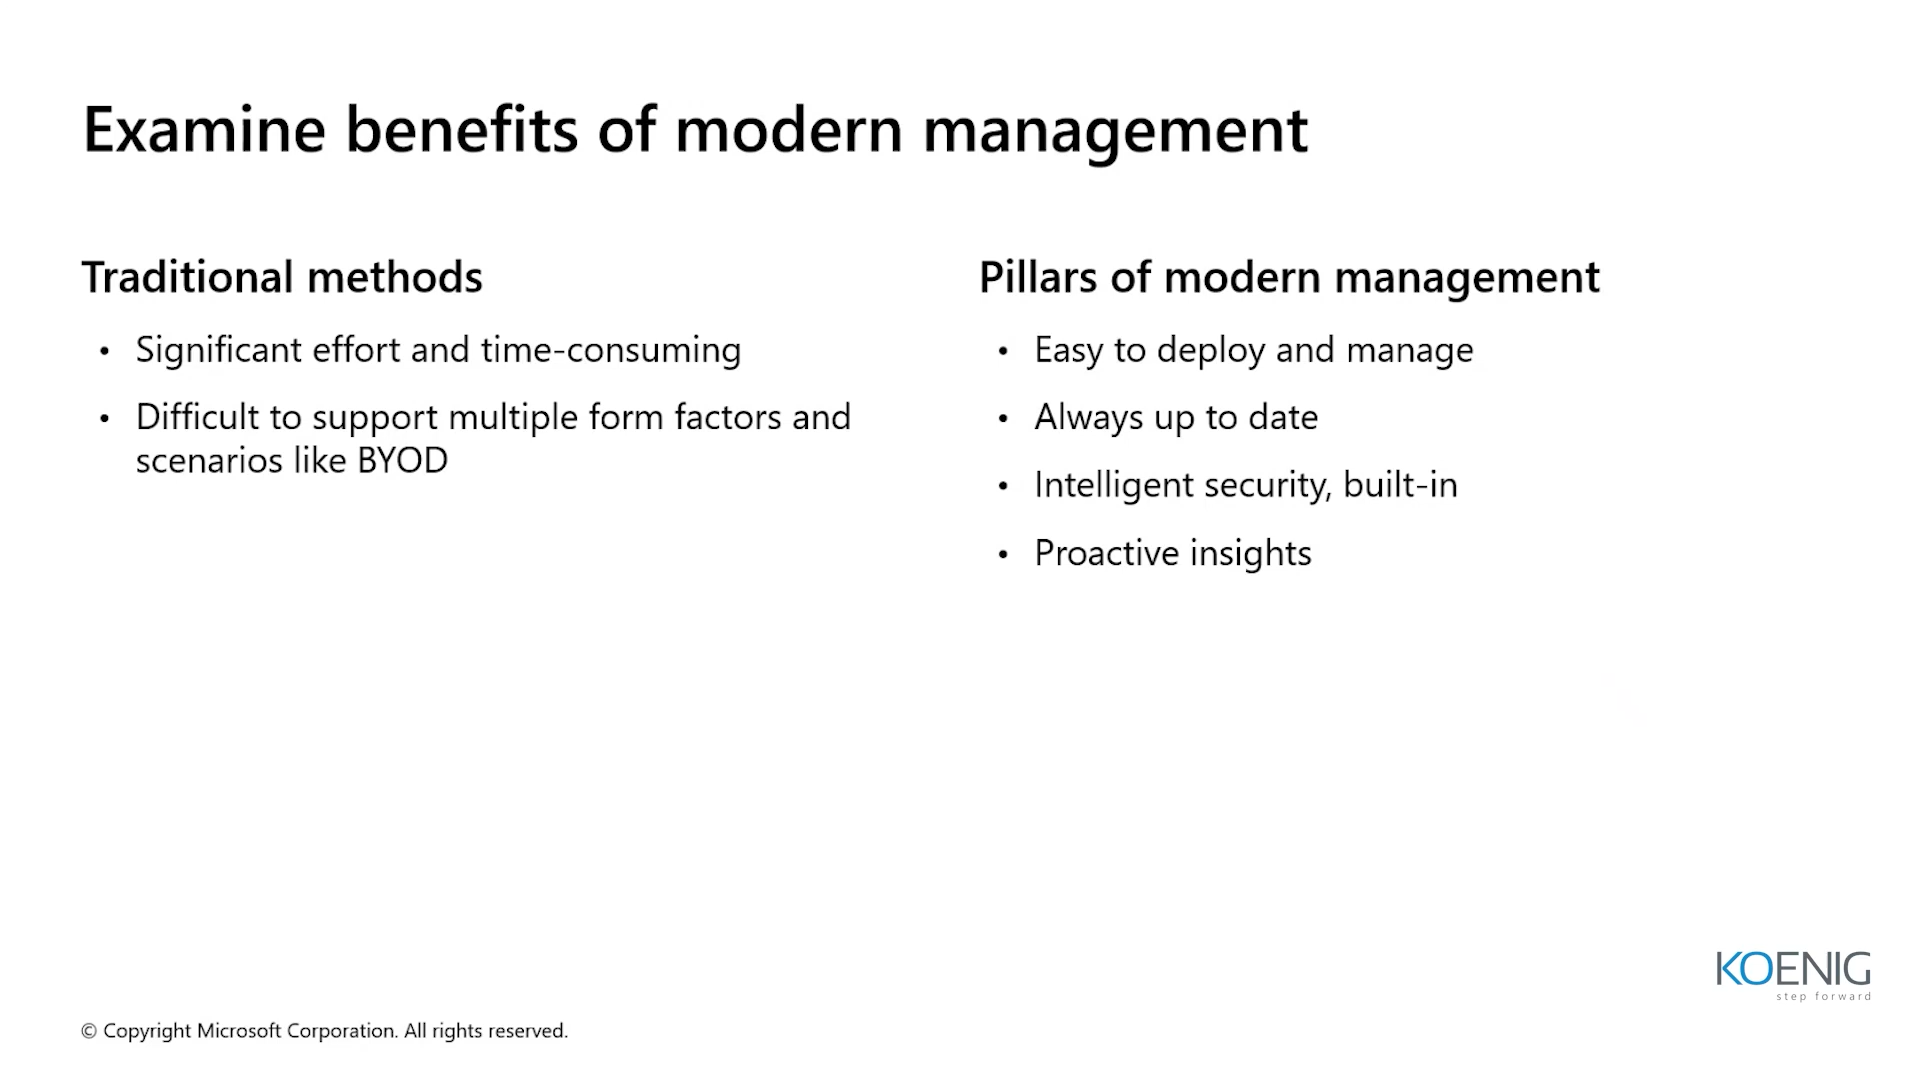 Examine benefits of modern management
Traditional methods
• Significant effort and time-consuming
• Difficult to support multiple form factors and
scenarios like BYOD
Pillars of modern management
• Easy to deploy and manage
• Always up to date
• Intelligent security, built-in
• Proactive insights
KOENIG
step forward
© Copyright Microsoft Corporation. All rights reserved.